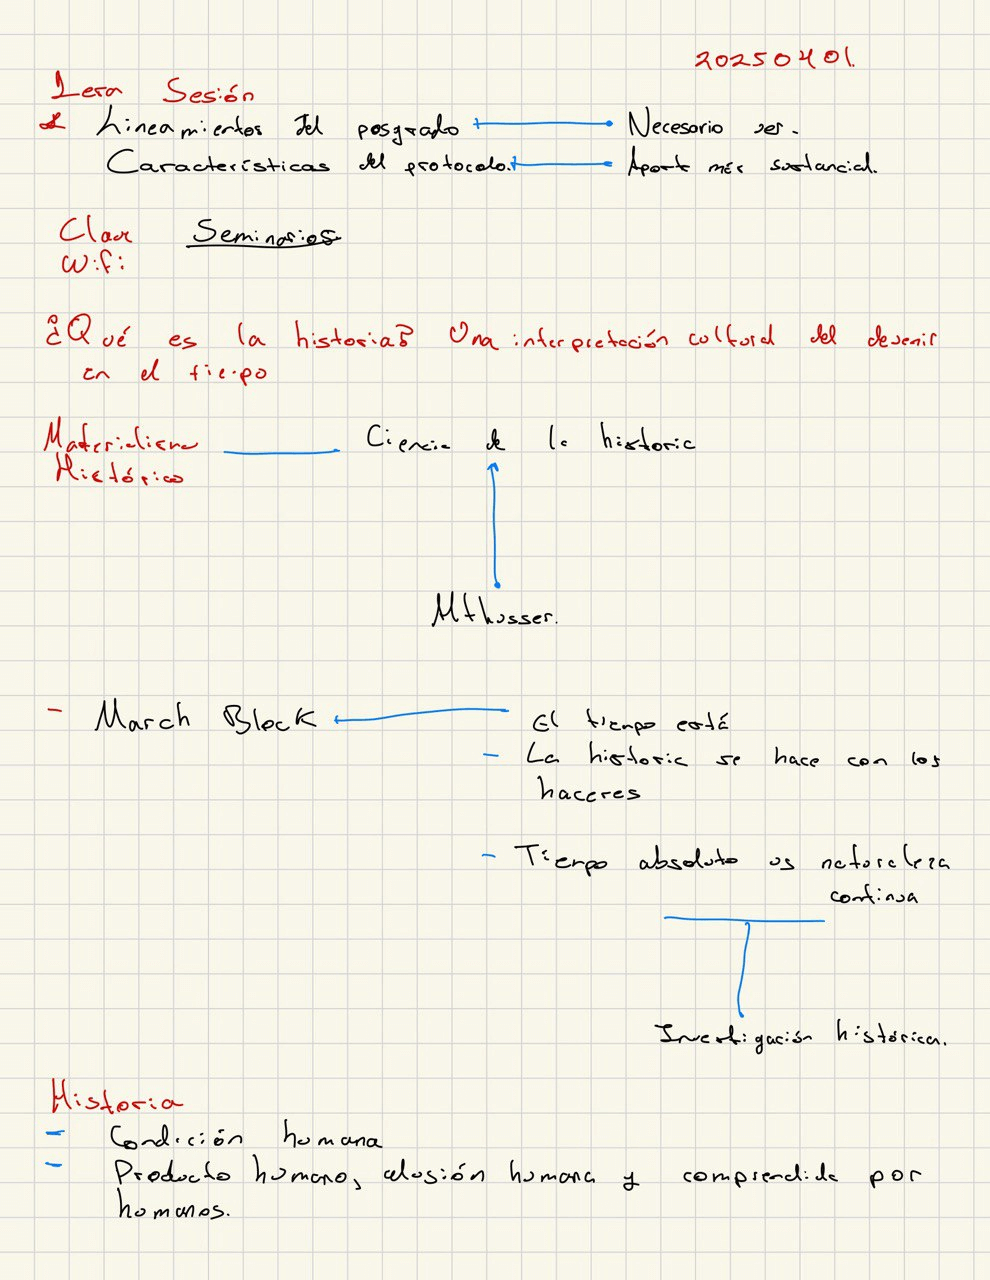 20250401.
1era Sesión
Lineamientos del posgrado Necesario ver.
Características del protocolo. Aporte más sustancial.
Clave Seminarios
Wifi:
¿Qué es la historia? Una interpretación cultural del devenir
en el tiempo
Materialismo Ciencia de la historia
Histórico
Althusser.
- March Block El tiempo está
- La historia se hace con los
haceres
- Tiempo absoluto vs naturaleza
continua
Investigación histórica.
Historia
- Condición humana
- Producto humano, alusión humana y comprendida por
humanos.